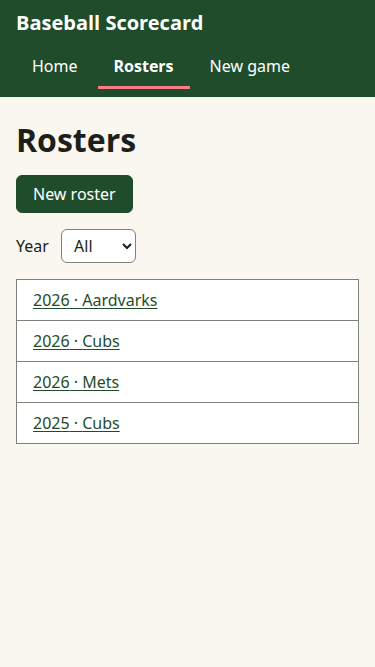 Baseball Scorecard
Home Rosters New game
Rosters
New roster
Year All
2026 · Aardvarks
2026 · Cubs
2026 · Mets
2025 · Cubs